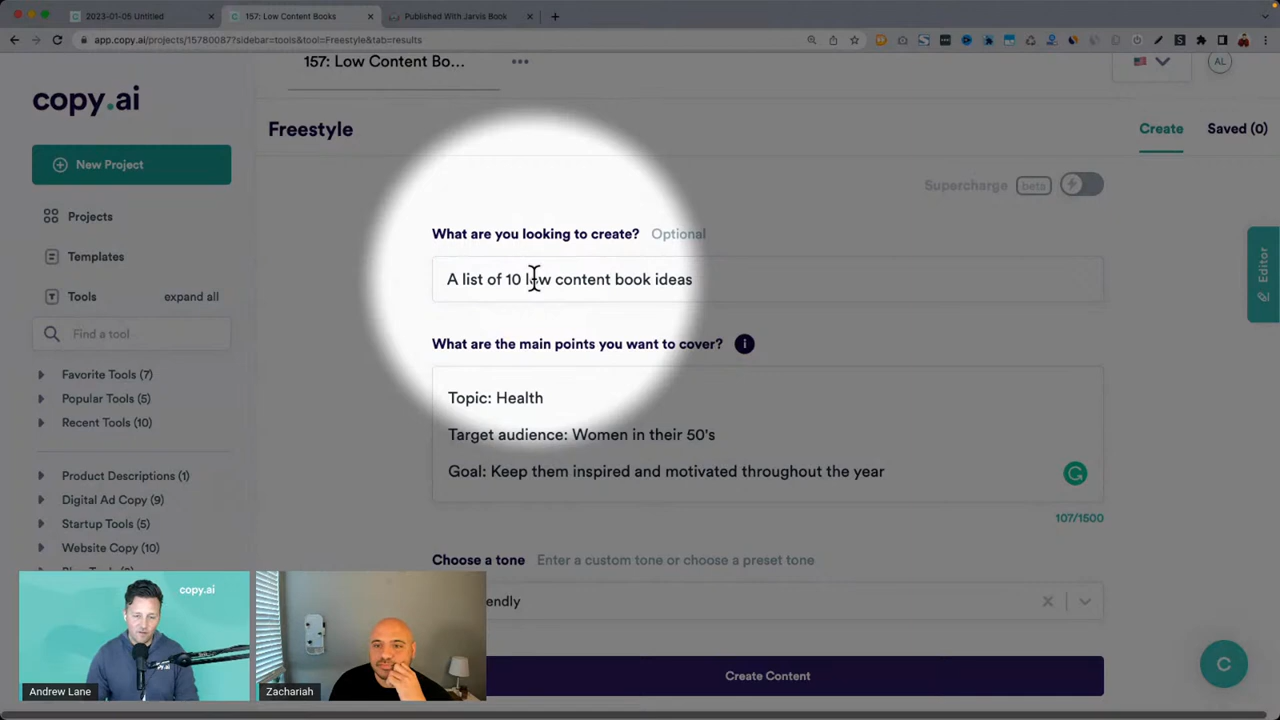 2023-01-05 Untitled
157: Low Content Books
Published With Jarvis Book
app.copy.ai/projects/15780087?sidebar=tools&tool=Freestyle&tab=results
copy.ai
157: Low Content Bo...
AL
New Project
Freestyle
Create
Saved (0)
Projects
Supercharge
beta
Templates
What are you looking to create?
Optional
Tools
expand all
A list of 10 low content book ideas
Editor
Find a tool
What are the main points you want to cover?
Favorite Tools (7)
Popular Tools (5)
Topic: Health
Recent Tools (10)
Target audience: Women in their 50's
Product Descriptions (1)
Goal: Keep them inspired and motivated throughout the year
Digital Ad Copy (9)
Startup Tools (5)
107/1500
Website Copy (10)
Choose a tone
Enter a custom tone or choose a preset tone
copy.ai
endly
Create Content
C
Andrew Lane
Zachariah